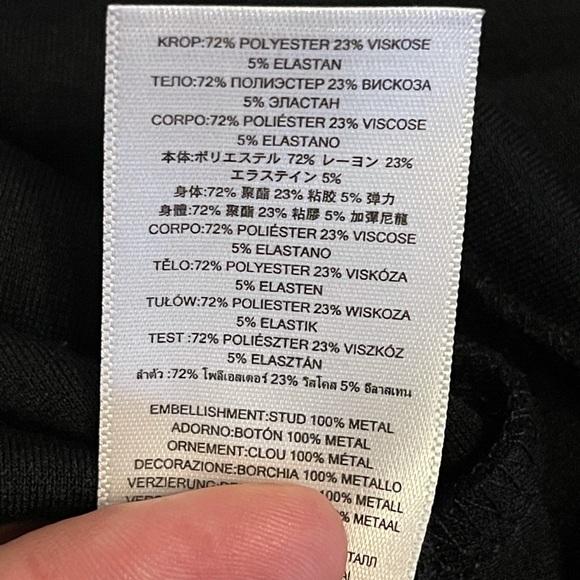 KROP:72% POLYESTER 23% VISKOSE
5% ELASTAN
ТЕЛО:72% ПОЛИЭСТЕР 23% ВИСКОЗА
5% ЭЛАСТАН
CORPO:72% POLIÉSTER 23% VISCOSE
5% ELASTANO
本体:ポリエステル 72% レーヨン 23%
エラステイン 5%
身体:72% 聚酯 23% 粘胶 5% 弹力
身體:72% 聚酯 23% 粘膠 5% 加彈尼龍
CORPO:72% POLIÉSTER 23% VISCOSE
5% ELASTANO
TĚLO:72% POLYESTER 23% VISKÓZA
5% ELASTEN
TUŁÓW:72% POLIESTER 23% WISKOZA
5% ELASTIK
TEST :72% POLIÉSZTER 23% VISZKÓZ
5% ELASZTÁN
ลำตัว :72% โพลีเอสเตอร์ 23% วิสโคส 5% อีลาสเทน
EMBELLISHMENT:STUD 100% METAL
ADORNO:BOTÓN 100% METAL
ORNEMENT:CLOU 100% MÉTAL
DECORAZIONE:BORCHIA 100% METALLO
100% METALL
% METAAL